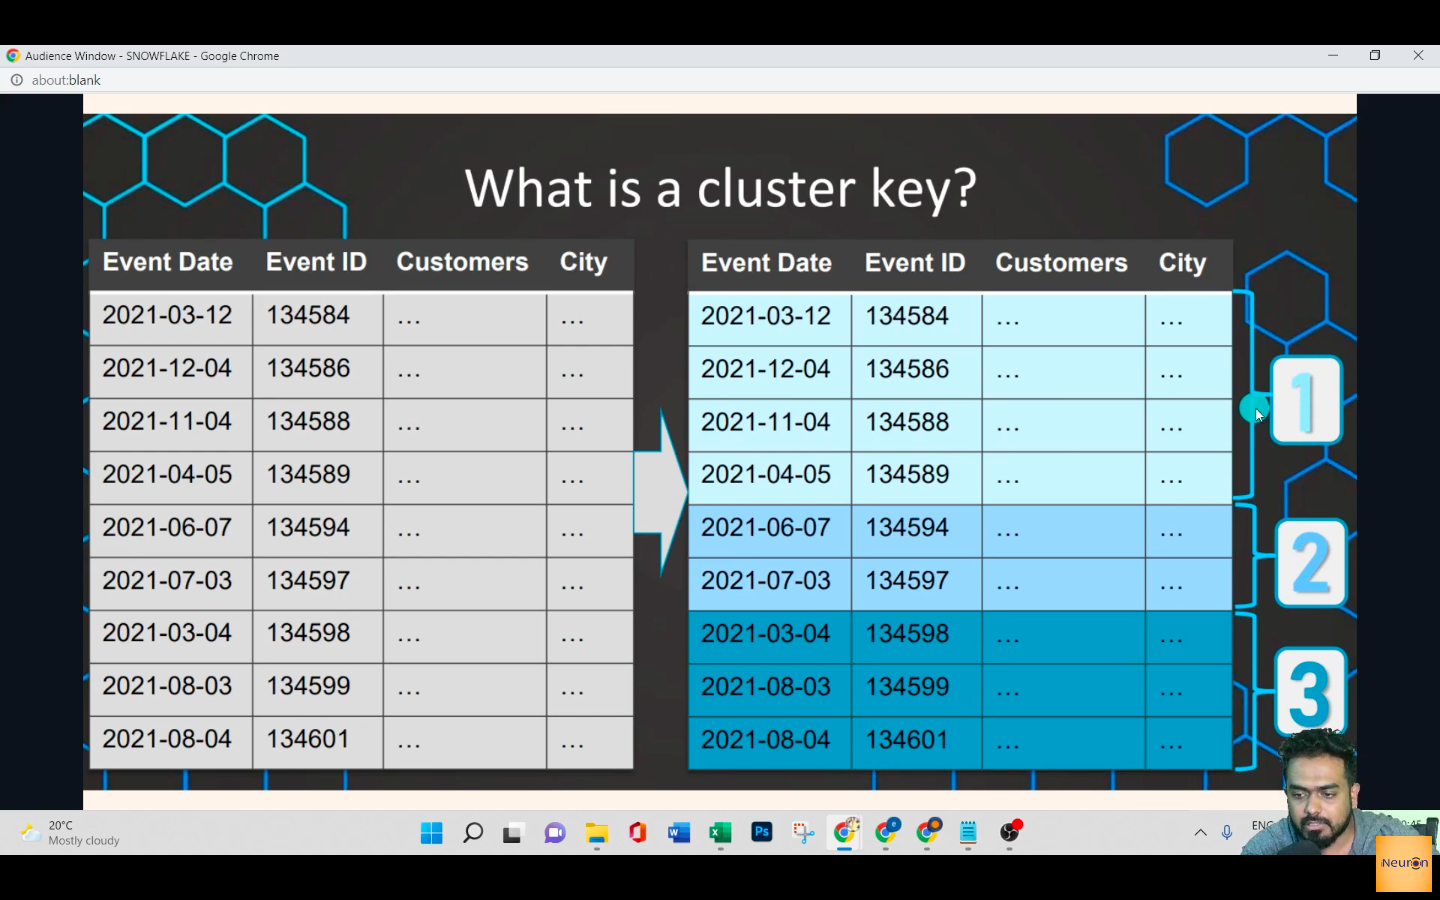 Audience Window - SNOWFLAKE - Google Chrome
about:blank
What is a cluster key?
Event Date Event ID Customers City
2021-03-12 134584 ... ...
2021-12-04 134586 ... ...
2021-11-04 134588 ... ...
2021-04-05 134589 ... ...
2021-06-07 134594 ... ...
2021-07-03 134597 ... ...
2021-03-04 134598 ... ...
2021-08-03 134599 ... ...
2021-08-04 134601 ... ...
Event Date Event ID Customers City
2021-03-12 134584 ... ...
2021-12-04 134586 ... ...
2021-11-04 134588 ... ...
2021-04-05 134589 ... ...
2021-06-07 134594 ... ...
2021-07-03 134597 ... ...
2021-03-04 134598 ... ...
2021-08-03 134599 ... ...
2021-08-04 134601 ... ...
1
2
3
20°C
Mostly cloudy
W
X
Ps
ENG
Neuron